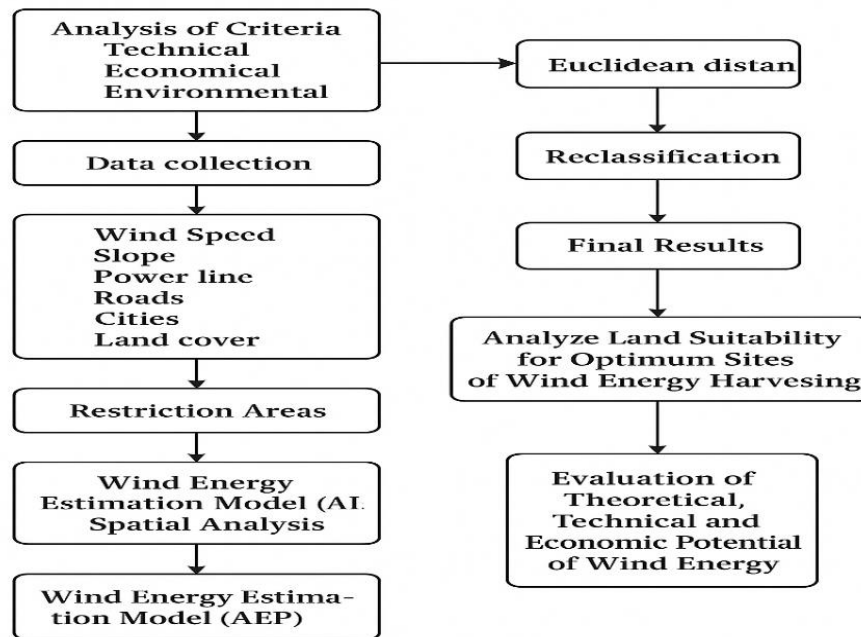 Analysis of Criteria
Technical
Economical
Environmental
Data collection
Wind Speed
Slope
Power line
Roads
Cities
Land cover
Restriction Areas
Wind Energy
Estimation Model (AI.
Spatial Analysis
Wind Energy Estima-
tion Model (AEP)
Euclidean distan
Reclassification
Final Results
Analyze Land Suitability
for Optimum Sites
of Wind Energy Harvesing
Evaluation of
Theoretical,
Technical and
Economic Potential
of Wind Energy